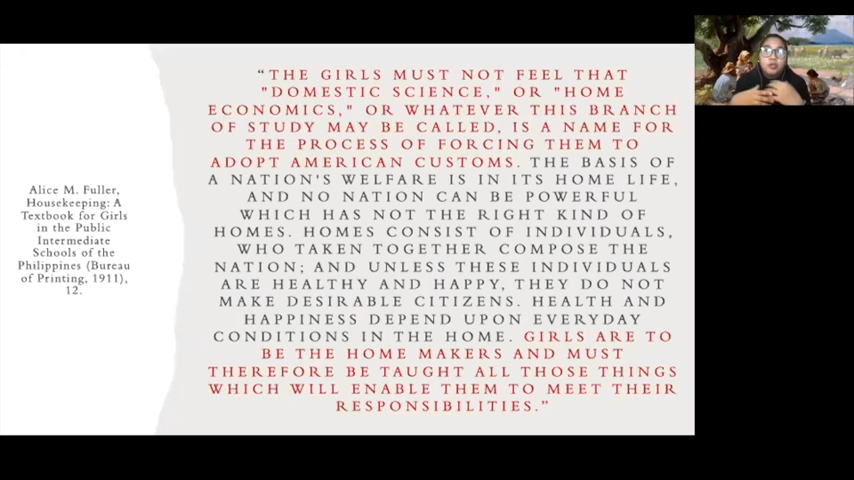 Alice M. Fuller,
Housekeeping: A
Textbook for Girls
in the Public
Intermediate
Schools of the
Philippines (Bureau
of Printing, 1911),
12.
“THE GIRLS MUST NOT FEEL THAT
"DOMESTIC SCIENCE," OR "HOME
ECONOMICS," OR WHATEVER THIS BRANCH
OF STUDY MAY BE CALLED, IS A NAME FOR
THE PROCESS OF FORCING THEM TO
ADOPT AMERICAN CUSTOMS. THE BASIS OF
A NATION'S WELFARE IS IN ITS HOME LIFE,
AND NO NATION CAN BE POWERFUL
WHICH HAS NOT THE RIGHT KIND OF
HOMES. HOMES CONSIST OF INDIVIDUALS,
WHO TAKEN TOGETHER COMPOSE THE
NATION; AND UNLESS THESE INDIVIDUALS
ARE HEALTHY AND HAPPY, THEY DO NOT
MAKE DESIRABLE CITIZENS. HEALTH AND
HAPPINESS DEPEND UPON EVERYDAY
CONDITIONS IN THE HOME. GIRLS ARE TO
BE THE HOME MAKERS AND MUST
THEREFORE BE TAUGHT ALL THOSE THINGS
WHICH WILL ENABLE THEM TO MEET THEIR
RESPONSIBILITIES.”